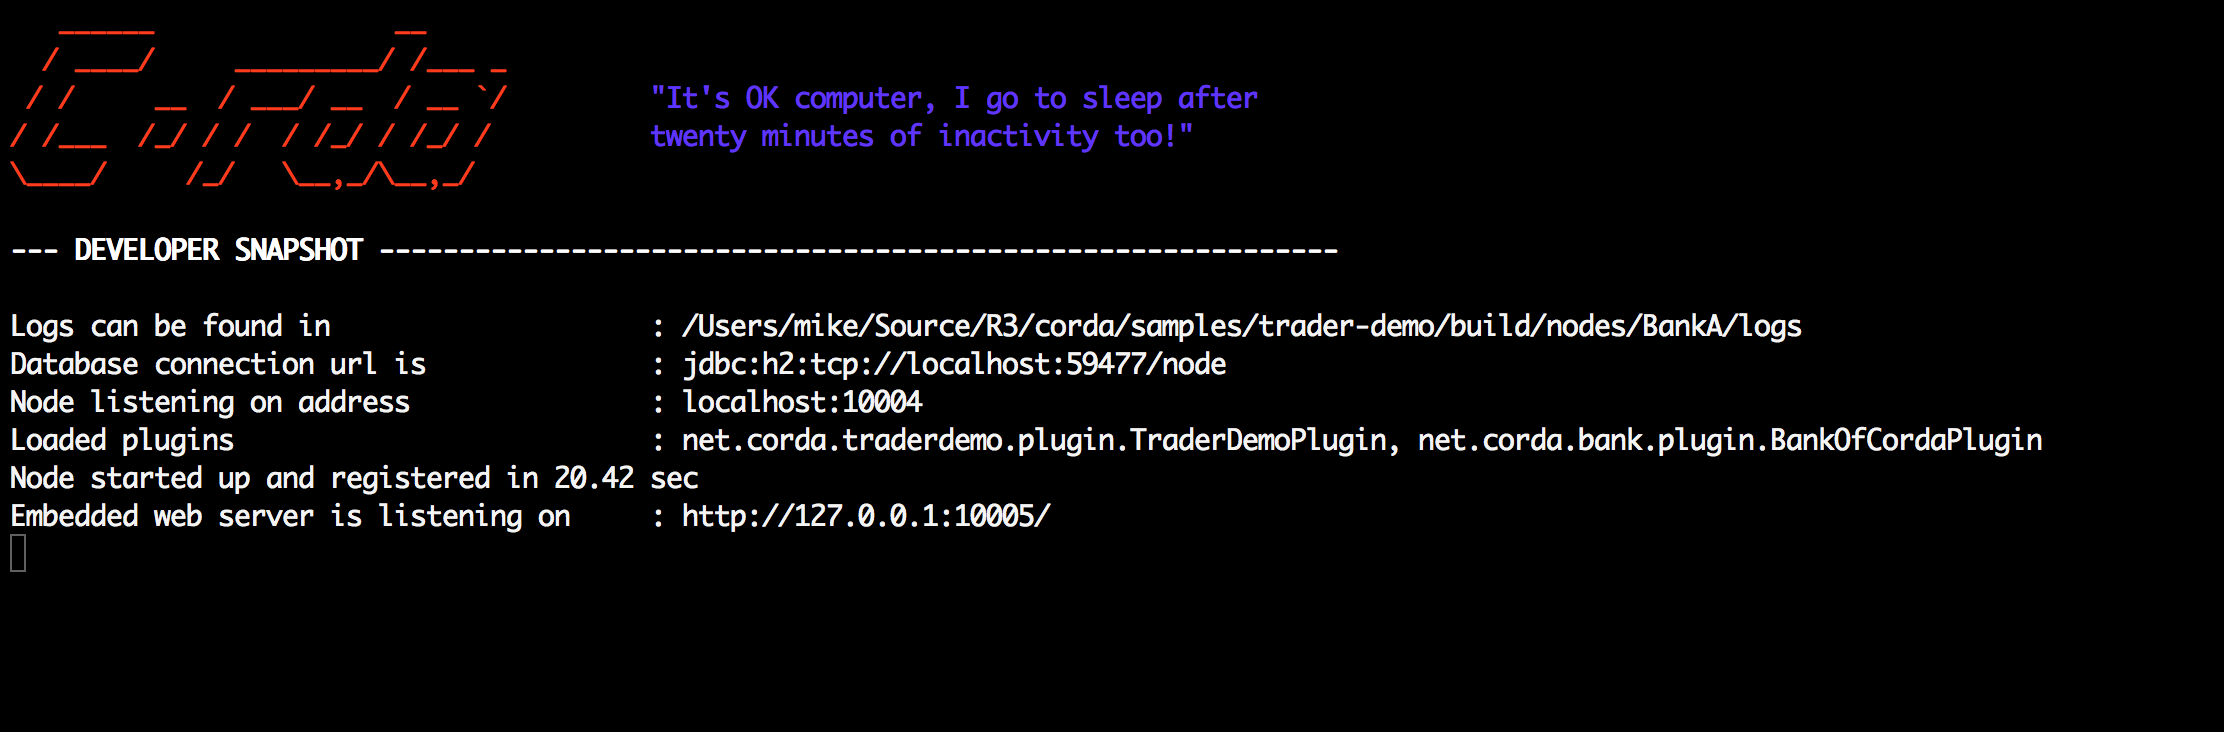 Corda
"It's OK computer, I go to sleep after
twenty minutes of inactivity too!"
--- DEVELOPER SNAPSHOT ------------------------------------------------------------
Logs can be found in : /Users/mike/Source/R3/corda/samples/trader-demo/build/nodes/BankA/logs
Database connection url is : jdbc:h2:tcp://localhost:59477/node
Node listening on address : localhost:10004
Loaded plugins : net.corda.traderdemo.plugin.TraderDemoPlugin, net.corda.bank.plugin.BankOfCordaPlugin
Node started up and registered in 20.42 sec
Embedded web server is listening on : http://127.0.0.1:10005/